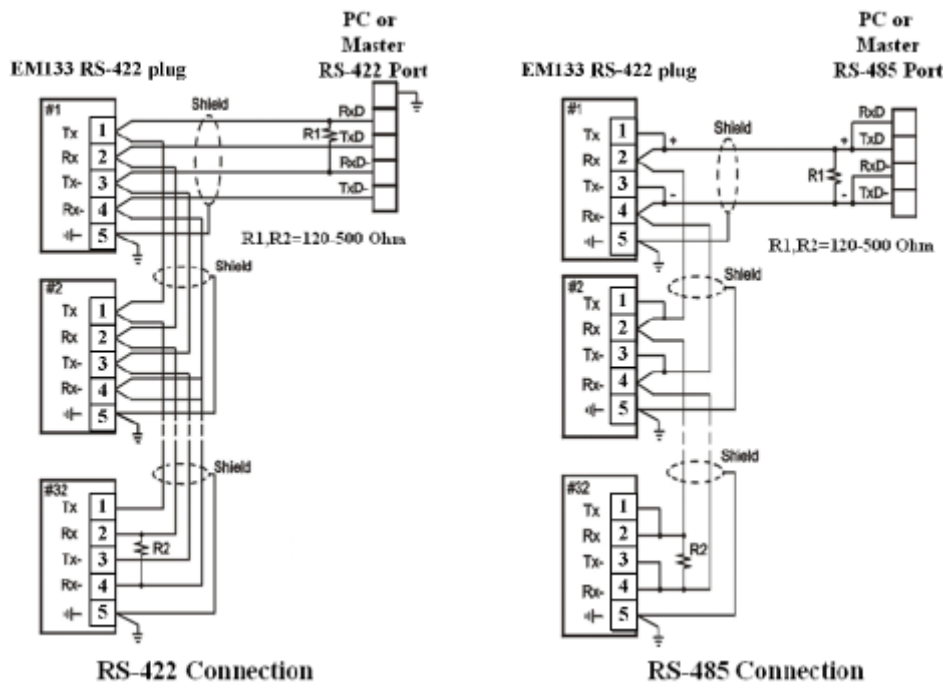 PC or
Master
RS-422 Port
EM133 RS-422 plug
#1
Tx 1
Rx 2
Tx- 3
Rx- 4
5
Shield
RxD
R1
TxD
RxD-
TxD-
R1,R2=120-500 Ohm
Shield
#2
Tx 1
Rx 2
Tx- 3
Rx- 4
5
Shield
#32
Tx 1
Rx 2
R2
Tx- 3
Rx- 4
5
RS-422 Connection
PC or
Master
RS-485 Port
EM133 RS-422 plug
#1
Tx 1
Rx 2
Tx- 3
Rx- 4
5
+
-
Shield
RxD
+
TxD
R1
RxD-
-
TxD-
R1,R2=120-500 Ohm
Shield
#2
Tx 1
Rx 2
Tx- 3
Rx- 4
5
Shield
#32
Tx 1
Rx 2
R2
Tx- 3
Rx- 4
5
RS-485 Connection